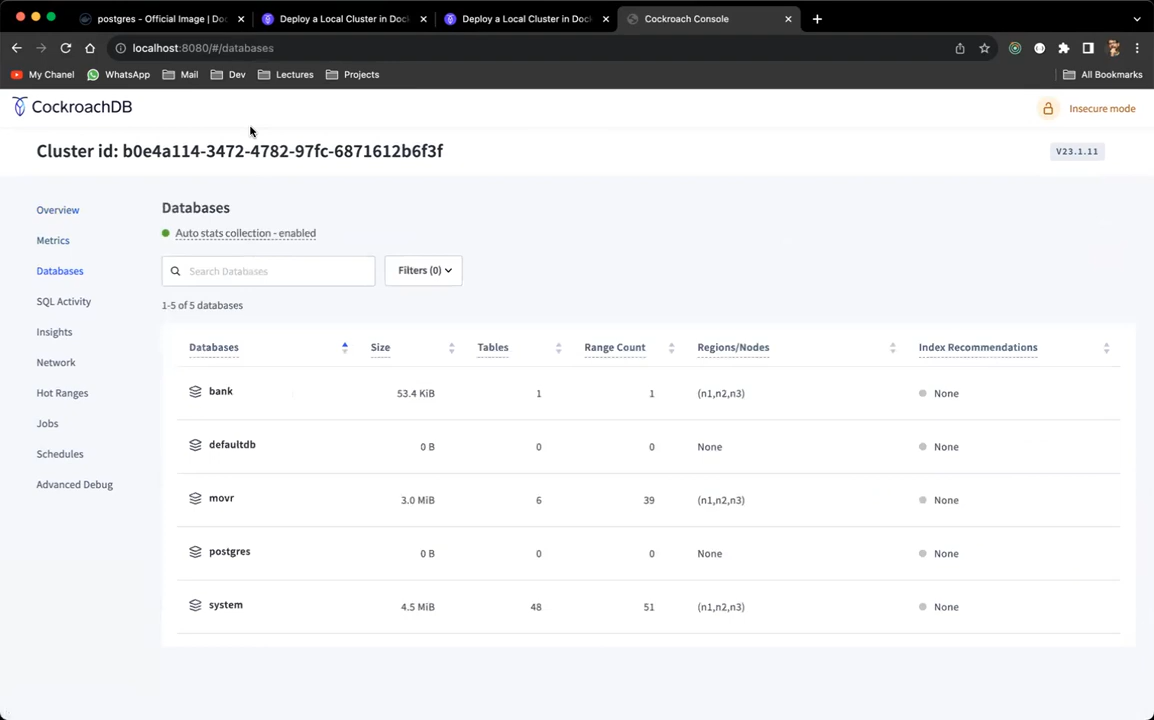 postgres - Official Image | Doc
Deploy a Local Cluster in Dock
Deploy a Local Cluster in Dock
Cockroach Console
localhost:8080/#/databases
My Chanel
WhatsApp
Mail
Dev
Lectures
Projects
All Bookmarks
CockroachDB
Insecure mode
Cluster id: b0e4a114-3472-4782-97fc-6871612b6f3f
V23.1.11
Overview
Metrics
Databases
SQL Activity
Insights
Network
Hot Ranges
Jobs
Schedules
Advanced Debug
Databases
Auto stats collection - enabled
Search Databases
Filters (0)
1-5 of 5 databases
Databases Size Tables Range Count Regions/Nodes Index Recommendations
bank 53.4 KiB 1 1 (n1,n2,n3) None
defaultdb 0 B 0 0 None None
movr 3.0 MiB 6 39 (n1,n2,n3) None
postgres 0 B 0 0 None None
system 4.5 MiB 48 51 (n1,n2,n3) None